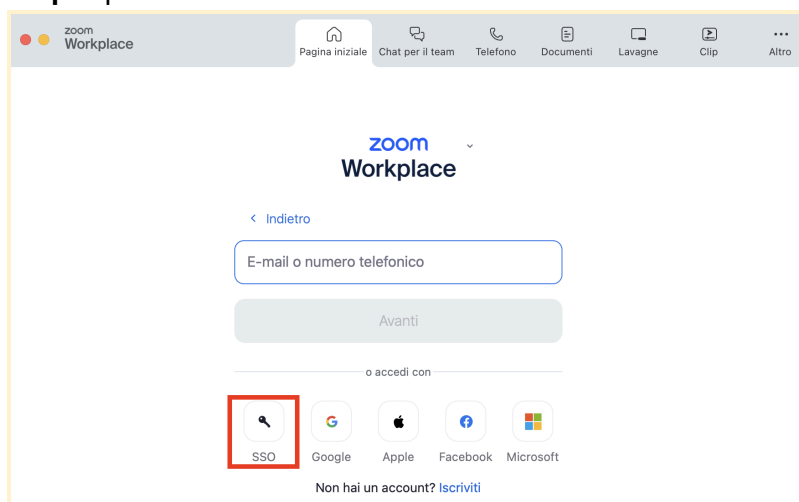 zoom
Workplace
Pagina iniziale
Chat per il team
Telefono
Documenti
Lavagne
Clip
Altro
zoom
Workplace
Indietro
E-mail o numero telefonico
Avanti
o accedi con
SSO
Google
Apple
Facebook
Microsoft
Non hai un account? Iscriviti